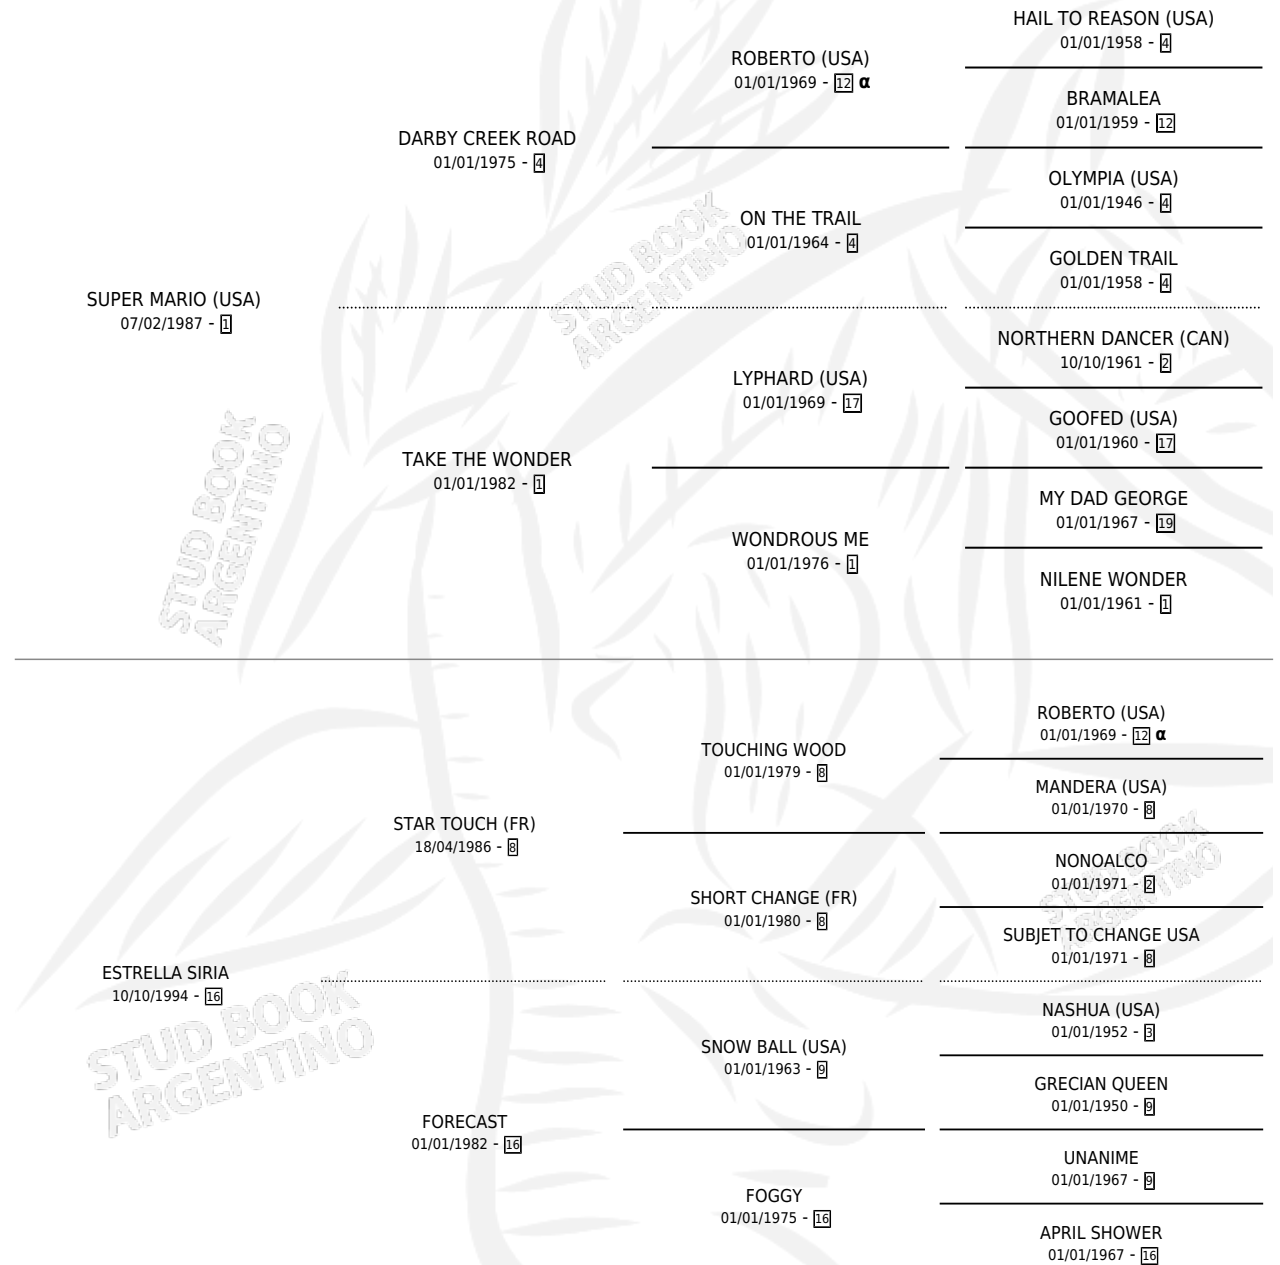 HAIL TO REASON (USA)
01/01/1958 - 4
ROBERTO (USA)
01/01/1969 - 12 α
BRAMALEA
01/01/1959 - 12
DARBY CREEK ROAD
01/01/1975 - 4
OLYMPIA (USA)
01/01/1946 - 4
ON THE TRAIL
01/01/1964 - 4
GOLDEN TRAIL
01/01/1958 - 4
STUD BOOK
ARGENTINO
SUPER MARIO (USA)
07/02/1987 - 1
NORTHERN DANCER (CAN)
10/10/1961 - 2
LYPHARD (USA)
01/01/1969 - 17
GOOFED (USA)
01/01/1960 - 17
TAKE THE WONDER
01/01/1982 - 1
MY DAD GEORGE
01/01/1967 - 19
WONDROUS ME
01/01/1976 - 1
NILENE WONDER
01/01/1961 - 1
STUD BOOK
ARGENTINO
ROBERTO (USA)
01/01/1969 - 12 α
TOUCHING WOOD
01/01/1979 - 8
MANDERA (USA)
01/01/1970 - 8
STAR TOUCH (FR)
18/04/1986 - 8
NONOALCO
01/01/1971 - 2
SHORT CHANGE (FR)
01/01/1980 - 8
SUBJET TO CHANGE USA
01/01/1971 - 8
STUD BOOK
ARGENTINO
ESTRELLA SIRIA
10/10/1994 - 16
NASHUA (USA)
01/01/1952 - 3
SNOW BALL (USA)
01/01/1963 - 9
GRECIAN QUEEN
01/01/1950 - 9
STUD BOOK
ARGENTINO
FORECAST
01/01/1982 - 16
UNANIME
01/01/1967 - 9
FOGGY
01/01/1975 - 16
APRIL SHOWER
01/01/1967 - 16